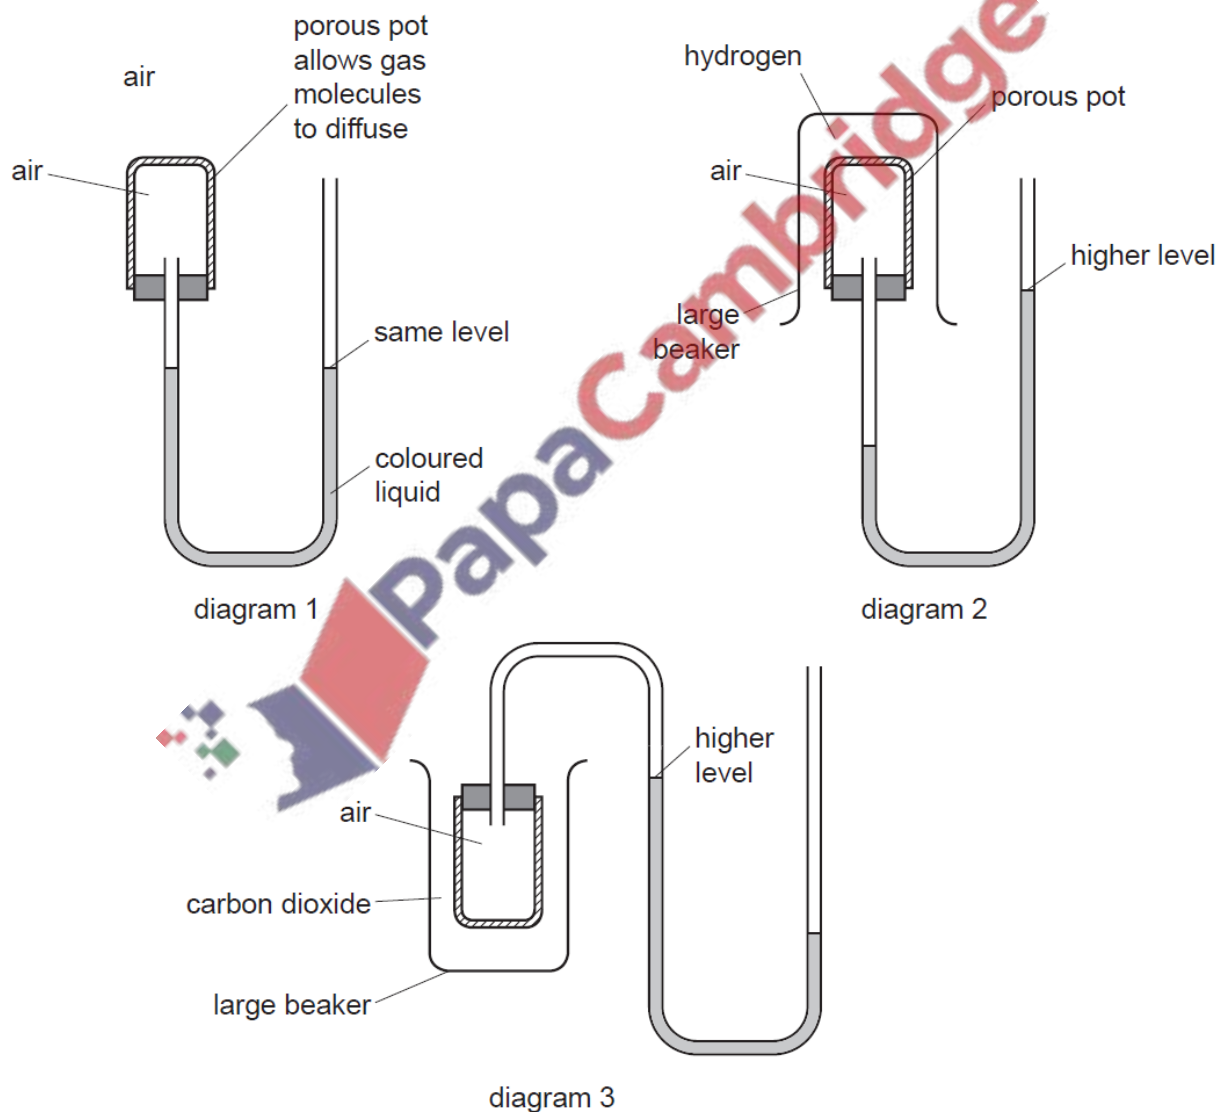 air
porous pot
allows gas
molecules
to diffuse
air
same level
coloured
liquid
diagram 1
hydrogen
porous pot
air
higher level
large
beaker
diagram 2
PapaCambridge
higher
level
air
carbon dioxide
large beaker
diagram 3